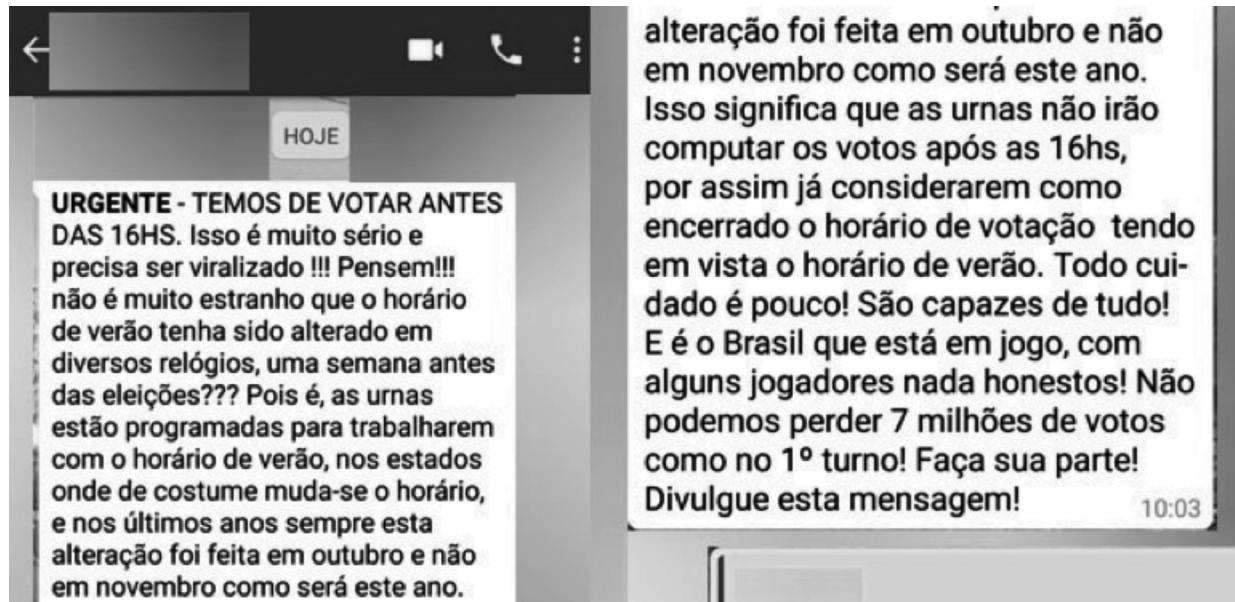 HOJE
URGENTE - TEMOS DE VOTAR ANTES
DAS 16HS. Isso é muito sério e
precisa ser viralizado !!! Pensem!!!
não é muito estranho que o horário
de verão tenha sido alterado em
diversos relógios, uma semana antes
das eleições??? Pois é, as urnas
estão programadas para trabalharem
com o horário de verão, nos estados
onde de costume muda-se o horário,
e nos últimos anos sempre esta
alteração foi feita em outubro e não
em novembro como será este ano.
alteração foi feita em outubro e não
em novembro como será este ano.
Isso significa que as urnas não irão
computar os votos após as 16hs,
por assim já considerarem como
encerrado o horário de votação tendo
em vista o horário de verão. Todo cui-
dado é pouco! São capazes de tudo!
E é o Brasil que está em jogo, com
alguns jogadores nada honestos! Não
podemos perder 7 milhões de votos
como no 1º turno! Faça sua parte!
Divulgue esta mensagem!
10:03